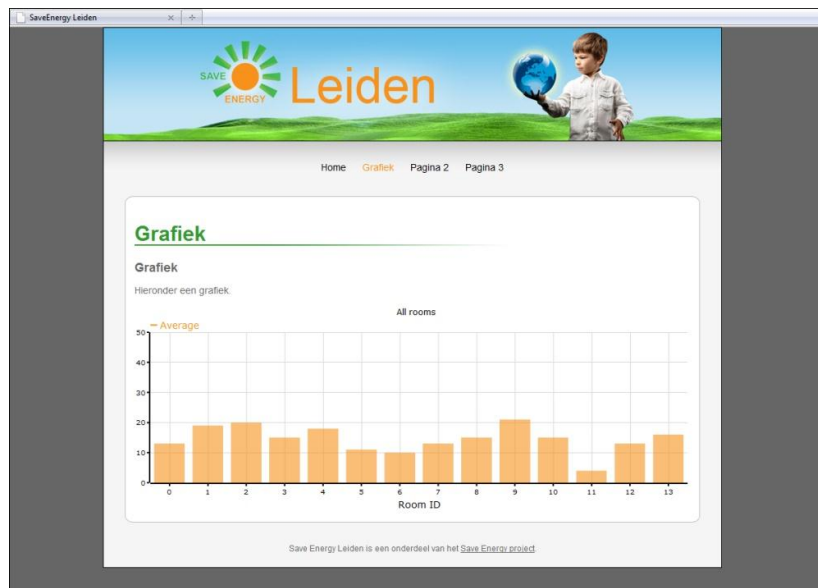 SaveEnergy Leiden
SAVE
ENERGY
Leiden
Home Grafiek Pagina 2 Pagina 3
Grafiek
Grafiek
Hieronder een grafiek.
All rooms
Average
50
40
30
20
10
0
0 1 2 3 4 5 6 7 8 9 10 11 12 13
Room ID
Save Energy Leiden is een onderdeel van het Save Energy project.